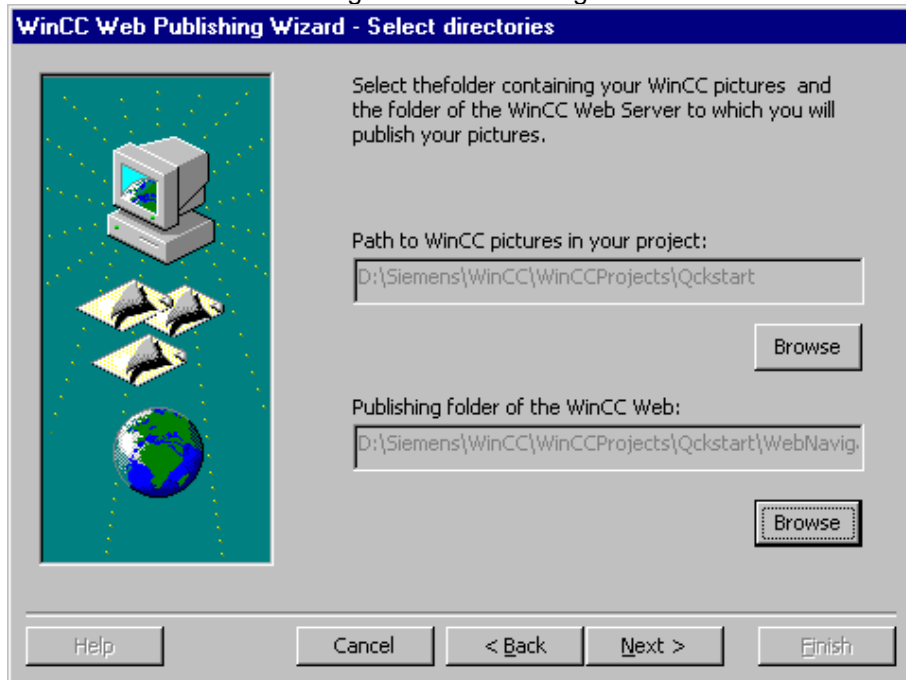 WinCC Web Publishing Wizard - Select directories
Select thefolder containing your WinCC pictures and
the folder of the WinCC Web Server to which you will
publish your pictures.
Path to WinCC pictures in your project:
D:\Siemens\WinCC\WinCCProjects\Qckstart
Browse
Publishing folder of the WinCC Web:
D:\Siemens\WinCC\WinCCProjects\Qckstart\WebNavig
Browse
Help Cancel < Back Next > Finish